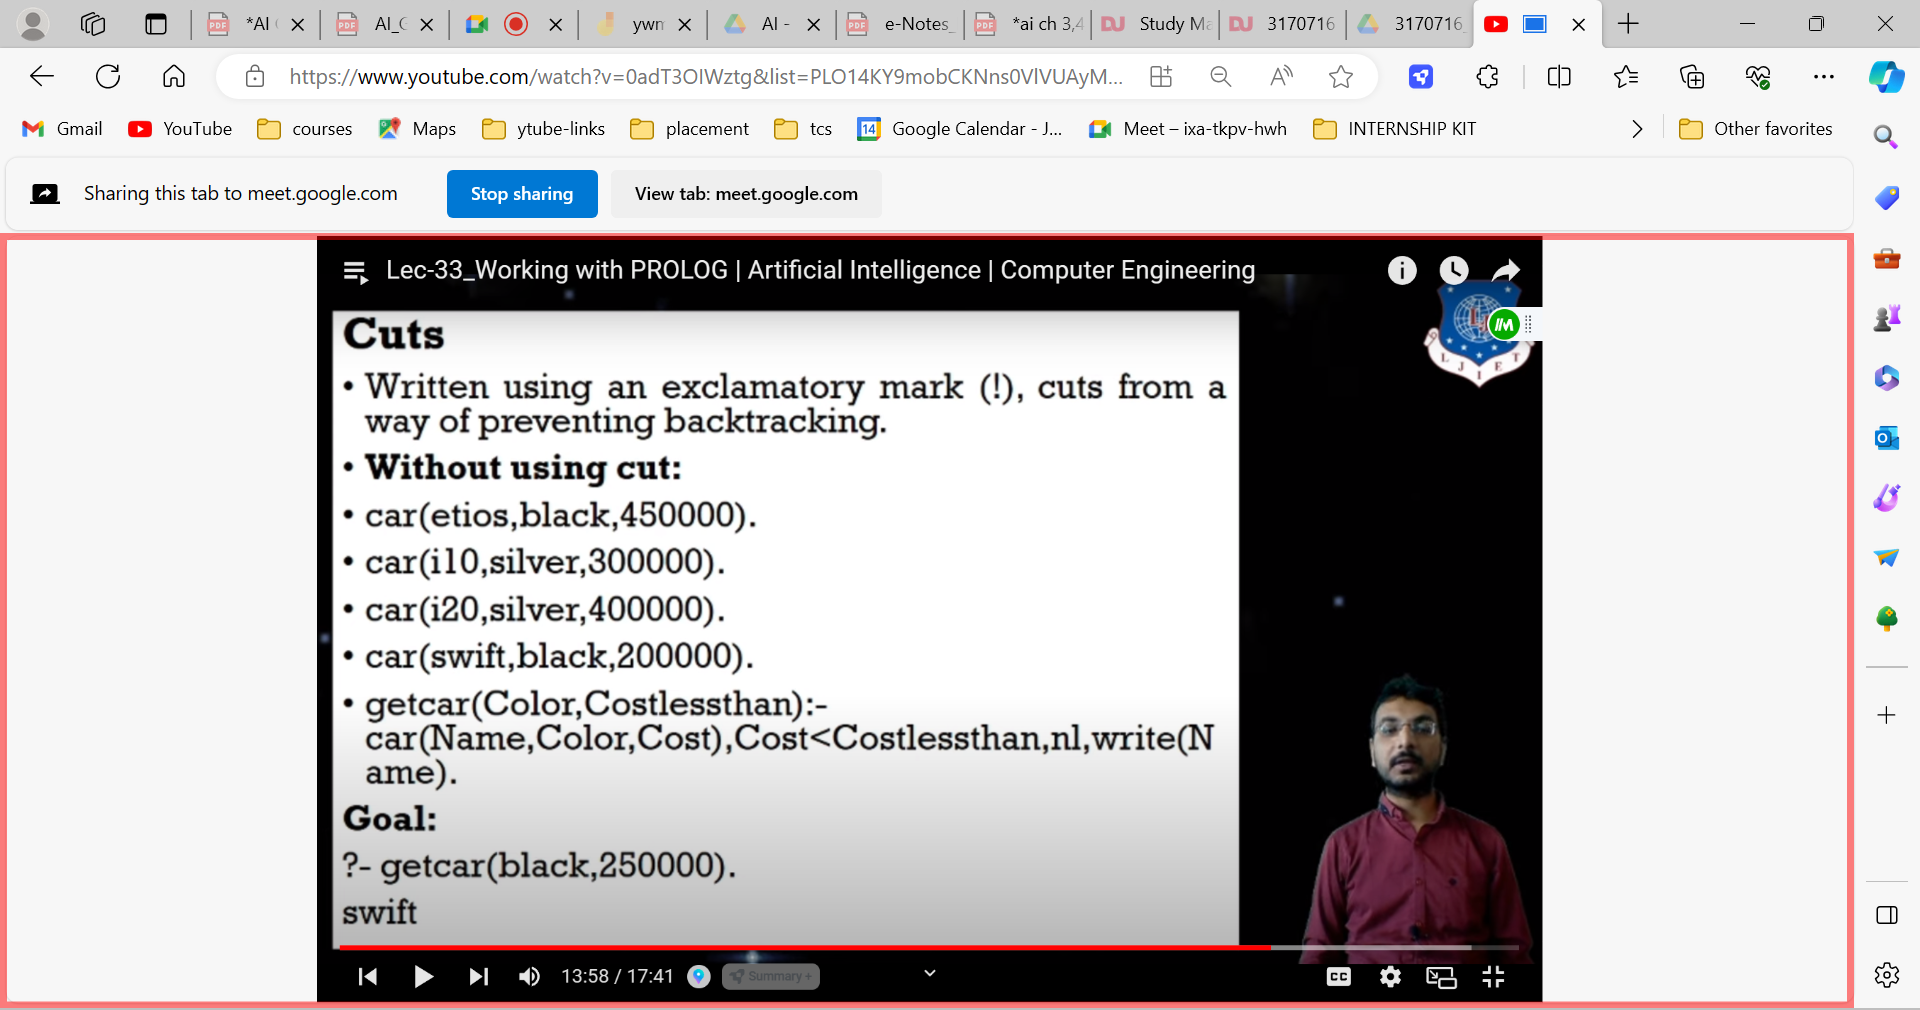 *AI
AI_C
ywn
AI -
e-Notes_
*ai ch 3,4
Study Ma
3170716
3170716_
https://www.youtube.com/watch?v=0adT3OIWztg&list=PLO14KY9mobCKNns0VlVUAyM...
Gmail
YouTube
courses
Maps
ytube-links
placement
tcs
14
Google Calendar - J...
Meet – ixa-tkpv-hwh
INTERNSHIP KIT
Other favorites
Sharing this tab to meet.google.com
Stop sharing
View tab: meet.google.com
Lec-33_Working with PROLOG | Artificial Intelligence | Computer Engineering
L J I E T
Cuts
• Written using an exclamatory mark (!), cuts from a
way of preventing backtracking.
• Without using cut:
• car(etios,black,450000).
• car(i10,silver,300000).
• car(i20,silver,400000).
• car(swift,black,200000).
• getcar(Color,Costlessthan):-
car(Name,Color,Cost),Cost<Costlessthan,nl,write(N
ame).
Goal:
?- getcar(black,250000).
swift
13:58 / 17:41
Summary +
CC